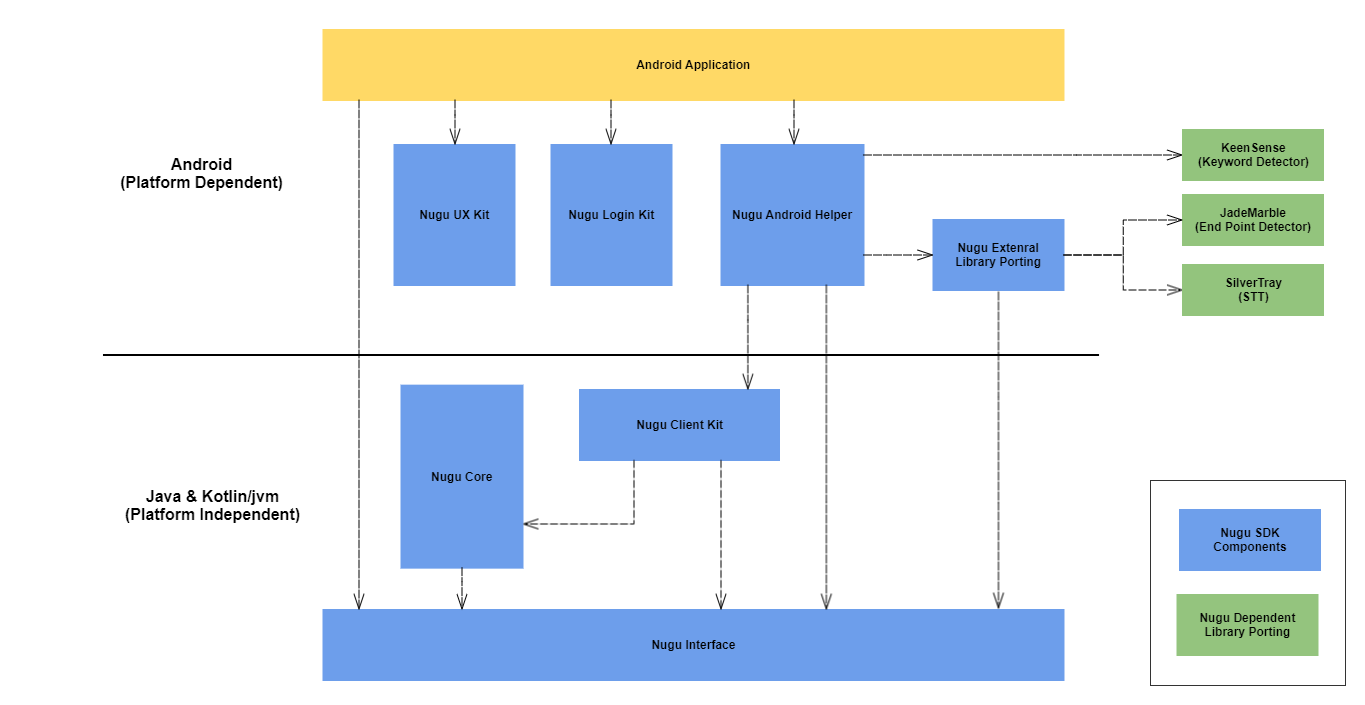 Android Application
Android
(Platform Dependent)
Nugu UX Kit
Nugu Login Kit
Nugu Android Helper
Nugu Extenral
Library Porting
KeenSense
(Keyword Detector)
JadeMarble
(End Point Detector)
SilverTray
(STT)
Java & Kotlin/jvm
(Platform Independent)
Nugu Core
Nugu Client Kit
Nugu Interface
Nugu SDK
Components
Nugu Dependent
Library Porting